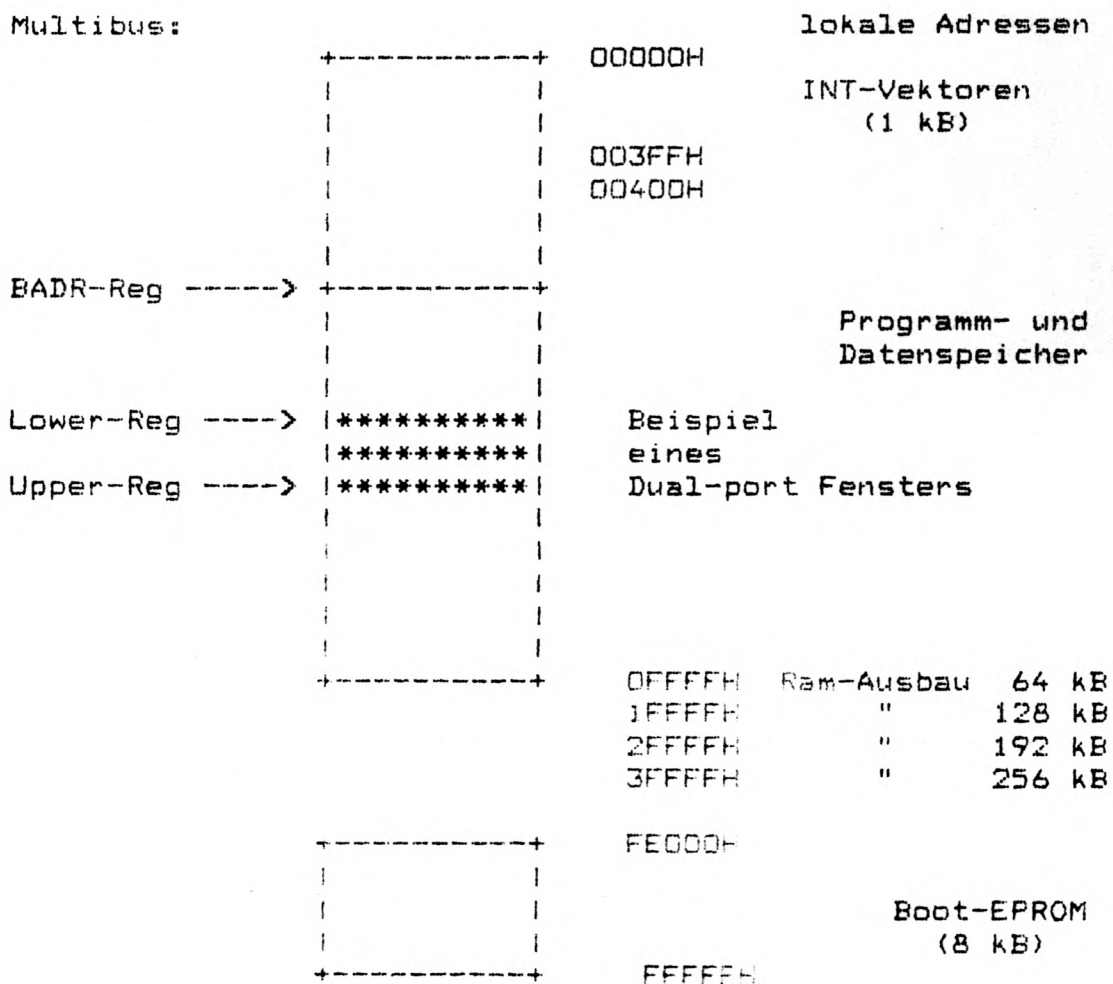 Multibus: lokale Adressen
+-----------+ 00000H
INT-Vektoren
(1 kB)
003FFH
00400H
BADR-Reg -----> +-----------+
Programm- und
Datenspeicher
Lower-Reg ----> |**********| Beispiel
|**********| eines
Upper-Reg ----> |**********| Dual-port Fensters
+-----------+ 0FFFFH Ram-Ausbau 64 kB
1FFFFH " 128 kB
2FFFFH " 192 kB
3FFFFH " 256 kB
+-----------+ FE000H
Boot-EPROM
(8 kB)
+-----------+ FFFFFH